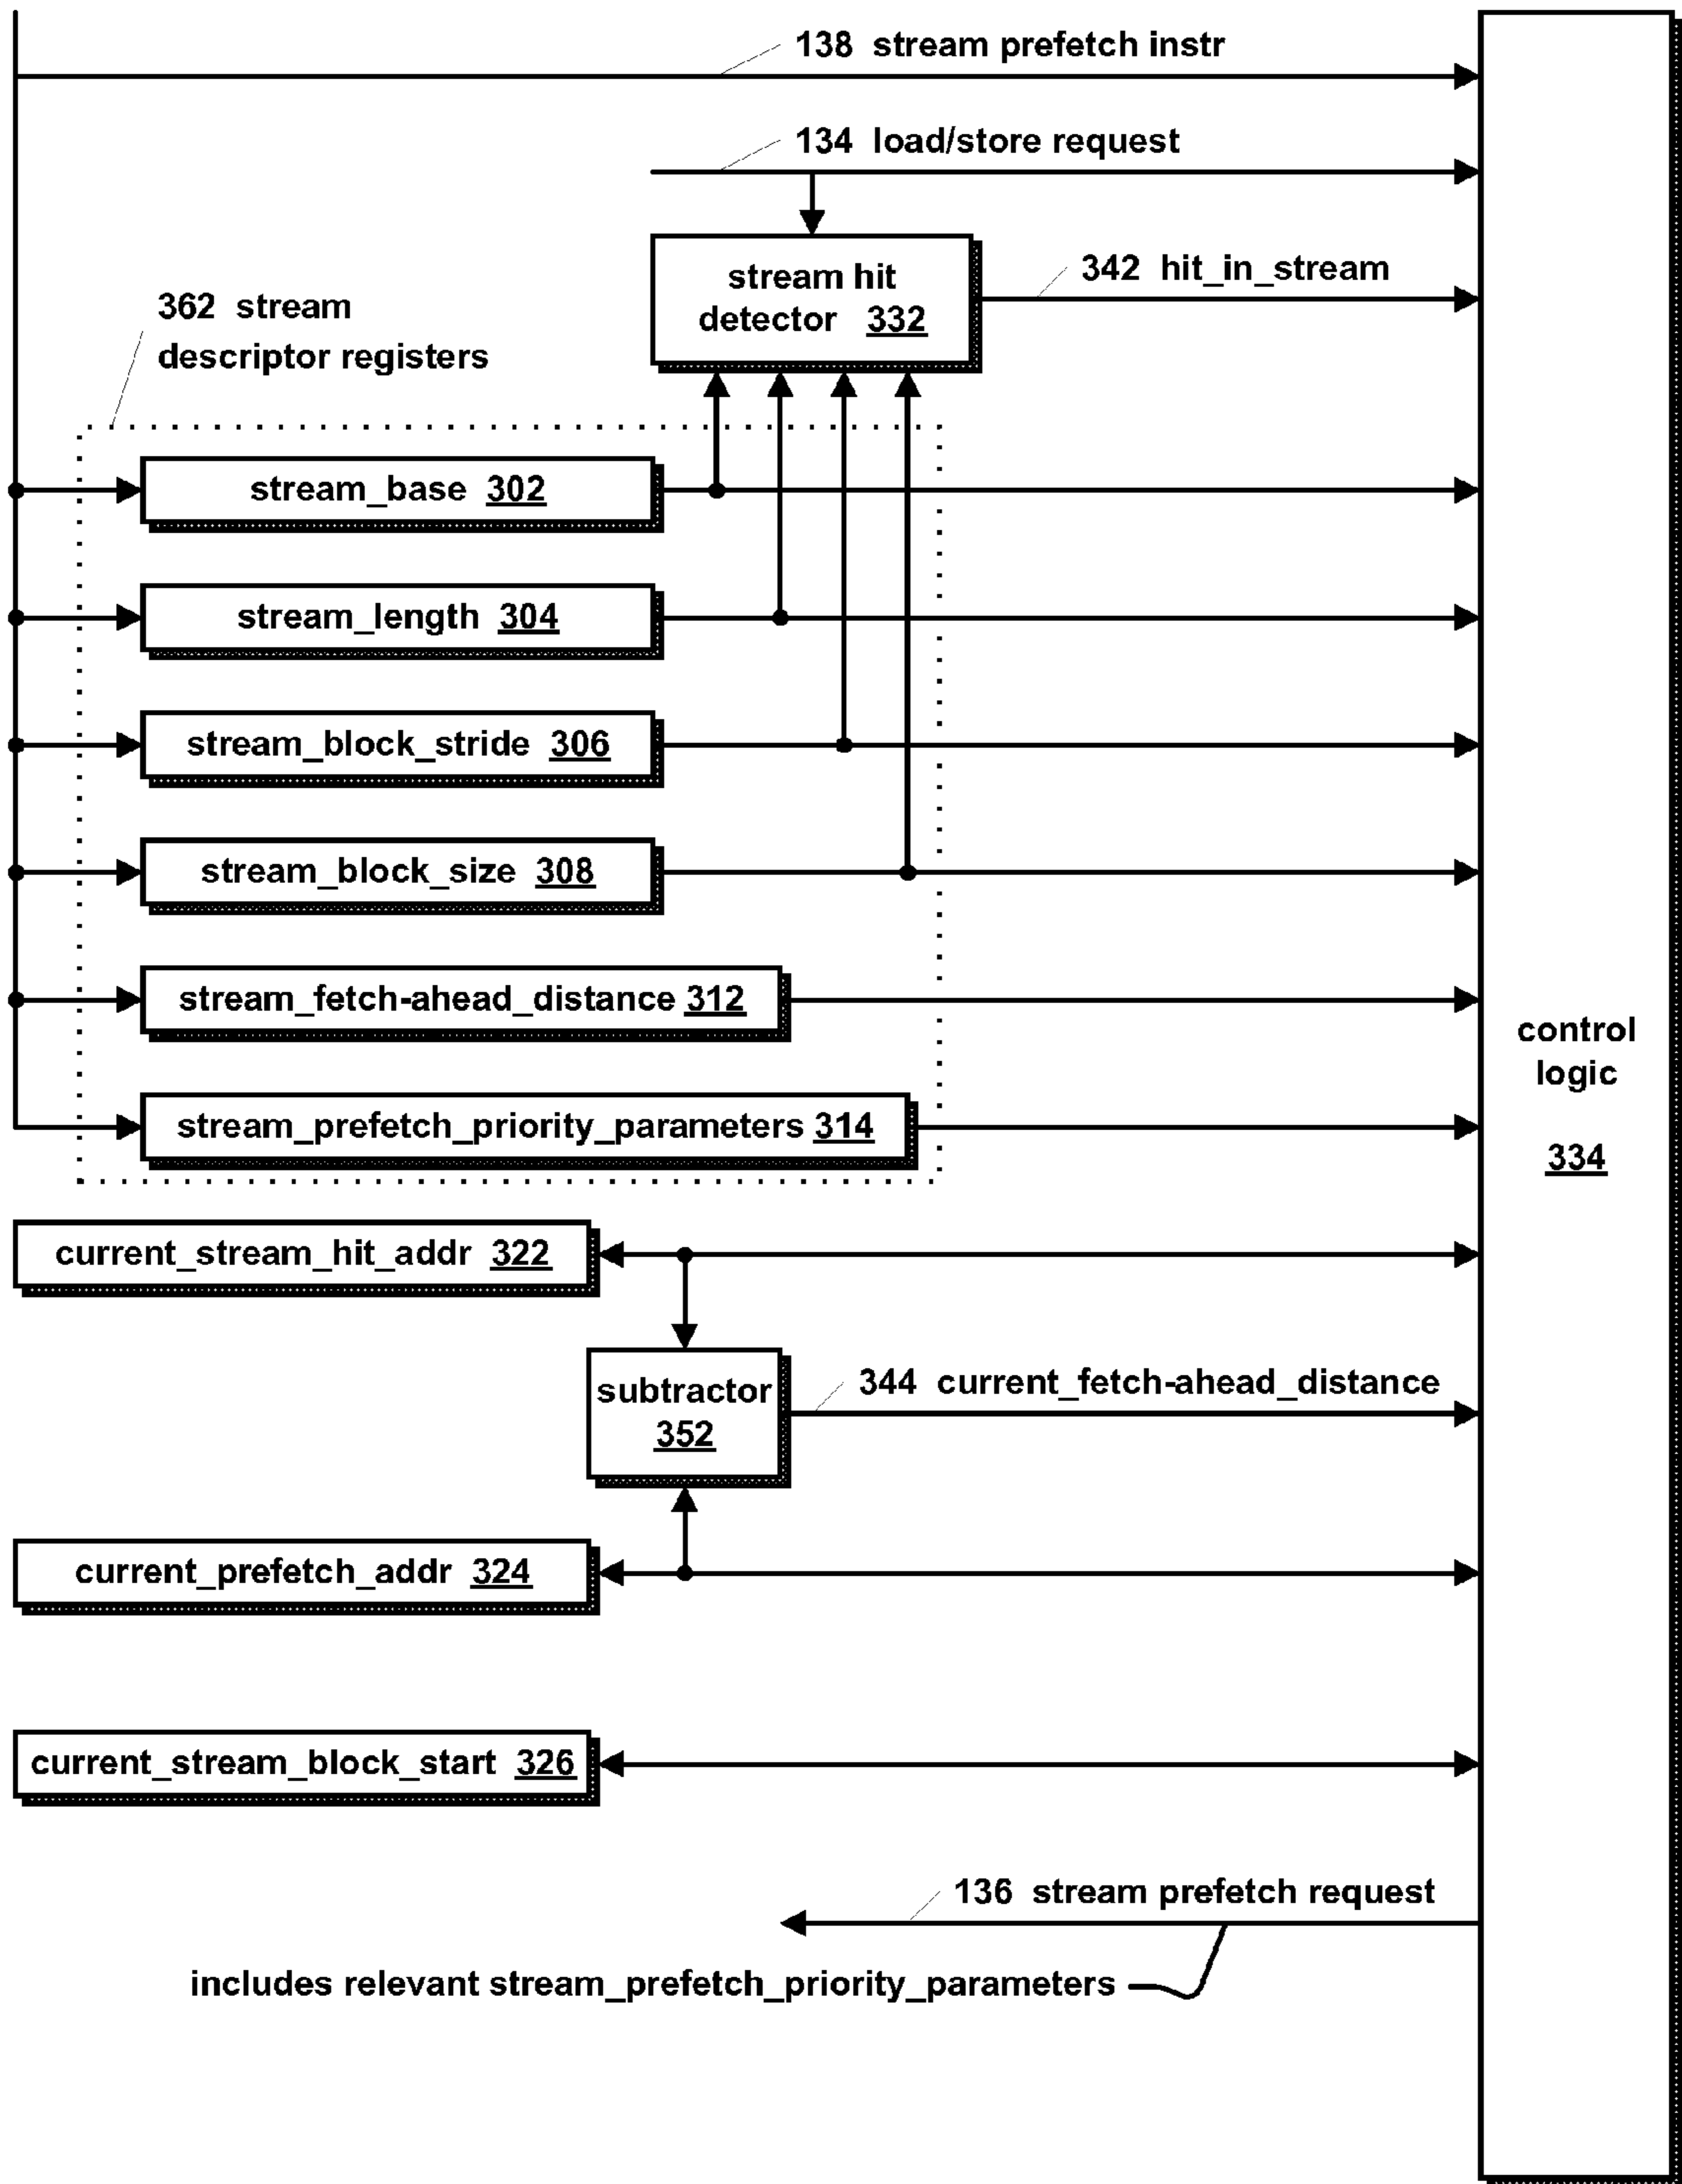 138 stream prefetch instr
134 load/store request
stream hit
detector 332
342 hit_in_stream
362 stream
descriptor registers
stream_base 302
stream_length 304
stream_block_stride 306
stream_block_size 308
stream_fetch-ahead_distance 312
stream_prefetch_priority_parameters 314
control
logic
334
current_stream_hit_addr 322
subtractor
352
344 current_fetch-ahead_distance
current_prefetch_addr 324
current_stream_block_start 326
136 stream prefetch request
includes relevant stream_prefetch_priority_parameters